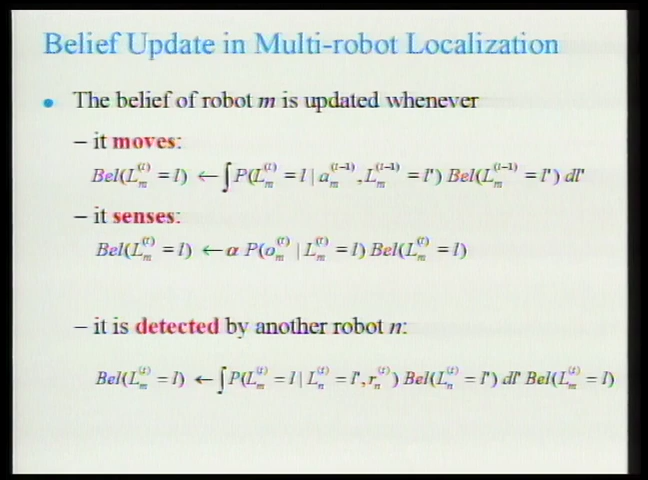 Belief Update in Multi-robot Localization
• The belief of robot m is updated whenever
– it moves:
Bel(L_m^(t) = l) ← ∫ P(L_m^(t) = l | a_m^(t−1), L_m^(t−1) = l') Bel(L_m^(t−1) = l') dl'
– it senses:
Bel(L_m^(t) = l) ← α P(o_m^(t) | L_m^(t) = l) Bel(L_m^(t) = l)
– it is detected by another robot n:
Bel(L_m^(t) = l) ← ∫ P(L_m^(t) = l | L_n^(t) = l', r_n^(t)) Bel(L_n^(t) = l') dl' Bel(L_m^(t) = l)